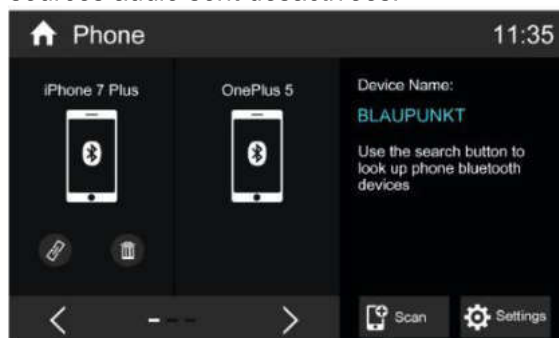 Phone
11:35
iPhone 7 Plus
OnePlus 5
Device Name:
BLAUPUNKT
Use the search button to
look up phone bluetooth
devices
Scan
Settings